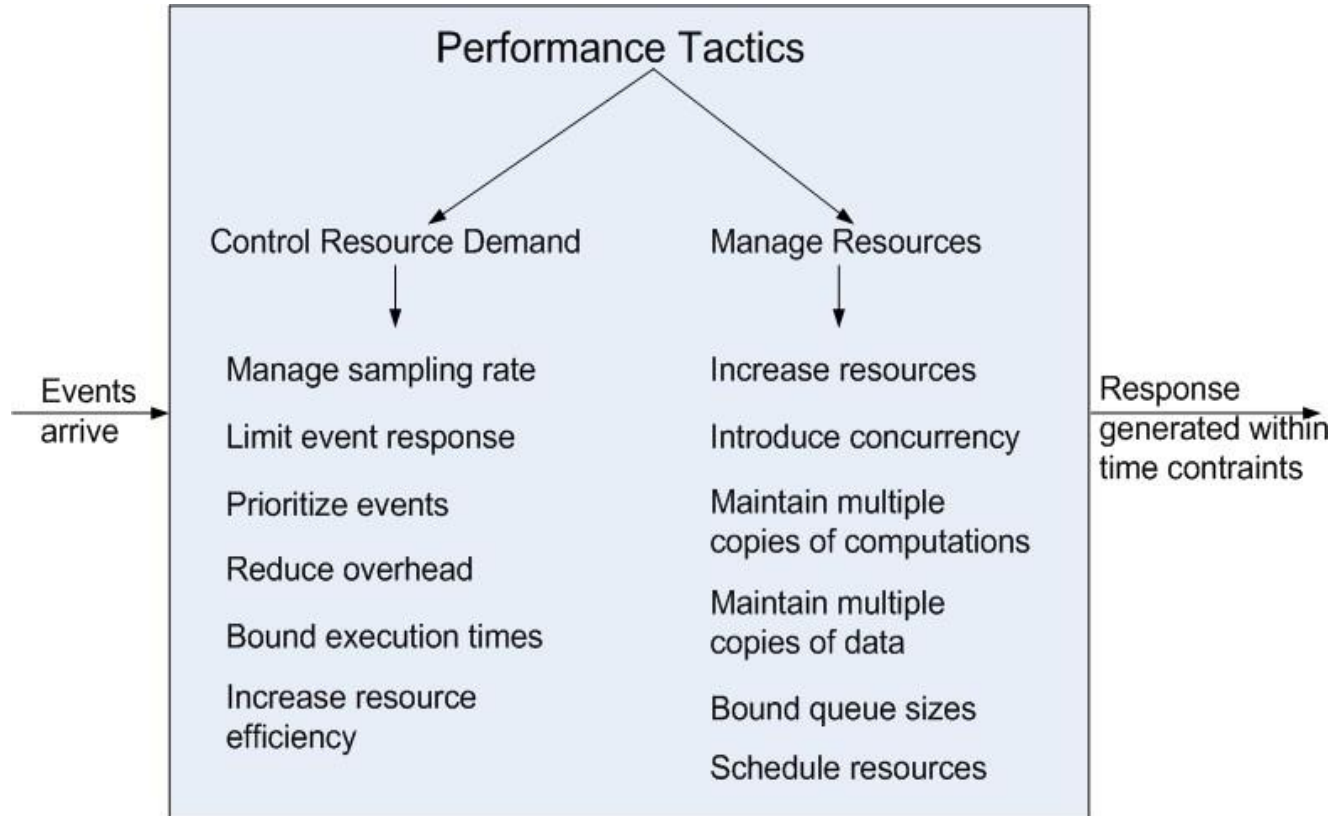 Performance Tactics
Control Resource Demand
Manage Resources
Events
arrive
Manage sampling rate
Limit event response
Prioritize events
Reduce overhead
Bound execution times
Increase resource
efficiency
Increase resources
Introduce concurrency
Maintain multiple
copies of computations
Maintain multiple
copies of data
Bound queue sizes
Schedule resources
Response
generated within
time contraints